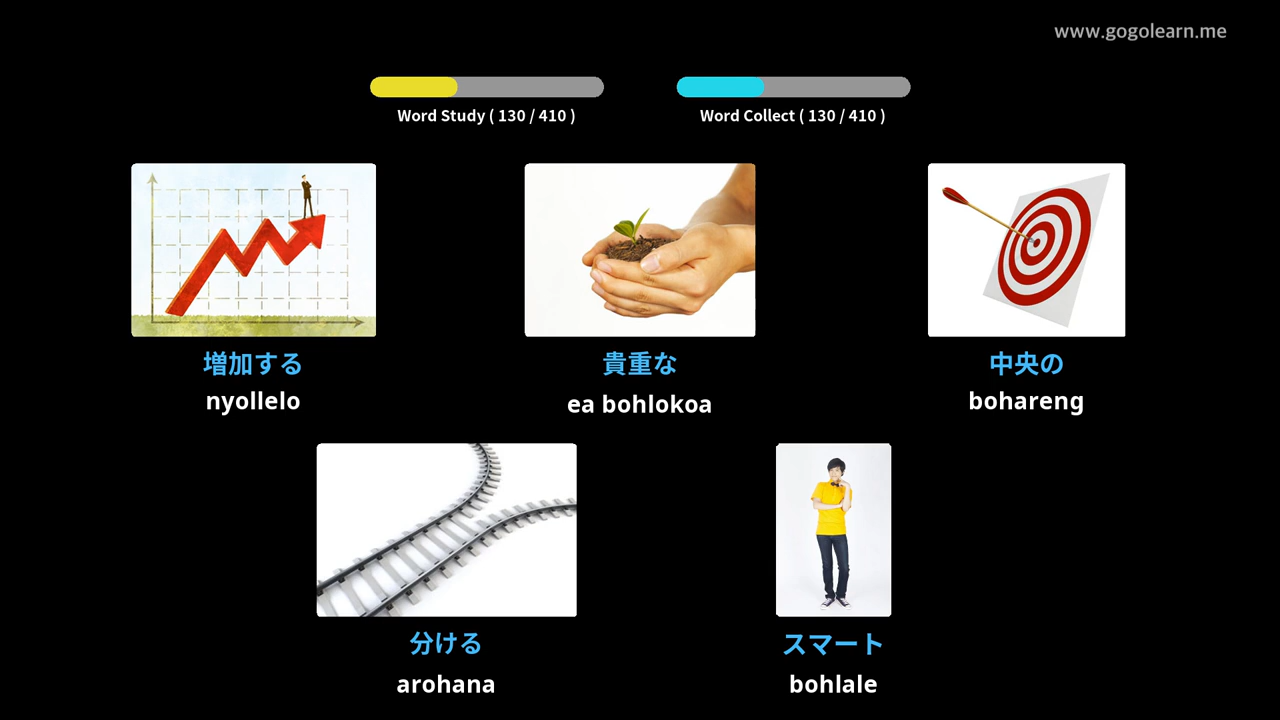 www.gogolearn.me
Word Study ( 130 / 410 )
Word Collect ( 130 / 410 )
増加する
nyollelo
貴重な
ea bohlokoa
中央の
bohareng
分ける
arohana
スマート
bohlale